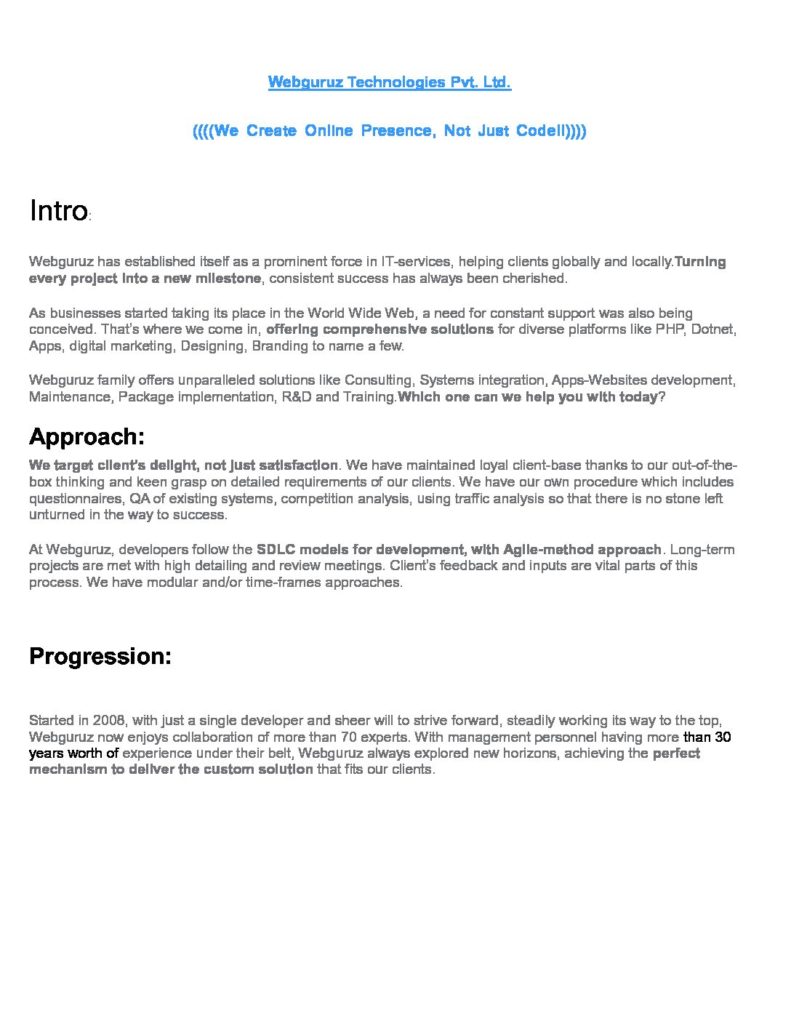 Webguruz Technologies Pvt. Ltd.
((((We Create Online Presence, Not Just Code!!))))
Intro:
Webguruz has established itself as a prominent force in IT-services, helping clients globally and locally.Turning
every project into a new milestone, consistent success has always been cherished.
As businesses started taking its place in the World Wide Web, a need for constant support was also being
conceived. That's where we come in, offering comprehensive solutions for diverse platforms like PHP, Dotnet,
Apps, digital marketing, Designing, Branding to name a few.
Webguruz family offers unparalleled solutions like Consulting, Systems integration, Apps-Websites development,
Maintenance, Package implementation, R&D and Training.Which one can we help you with today?
Approach:
We target client's delight, not just satisfaction. We have maintained loyal client-base thanks to our out-of-the-
box thinking and keen grasp on detailed requirements of our clients. We have our own procedure which includes
questionnaires, QA of existing systems, competition analysis, using traffic analysis so that there is no stone left
unturned in the way to success.
At Webguruz, developers follow the SDLC models for development, with Agile-method approach. Long-term
projects are met with high detailing and review meetings. Client's feedback and inputs are vital parts of this
process. We have modular and/or time-frames approaches.
Progression:
Started in 2008, with just a single developer and sheer will to strive forward, steadily working its way to the top,
Webguruz now enjoys collaboration of more than 70 experts. With management personnel having more than 30
years worth of experience under their belt, Webguruz always explored new horizons, achieving the perfect
mechanism to deliver the custom solution that fits our clients.